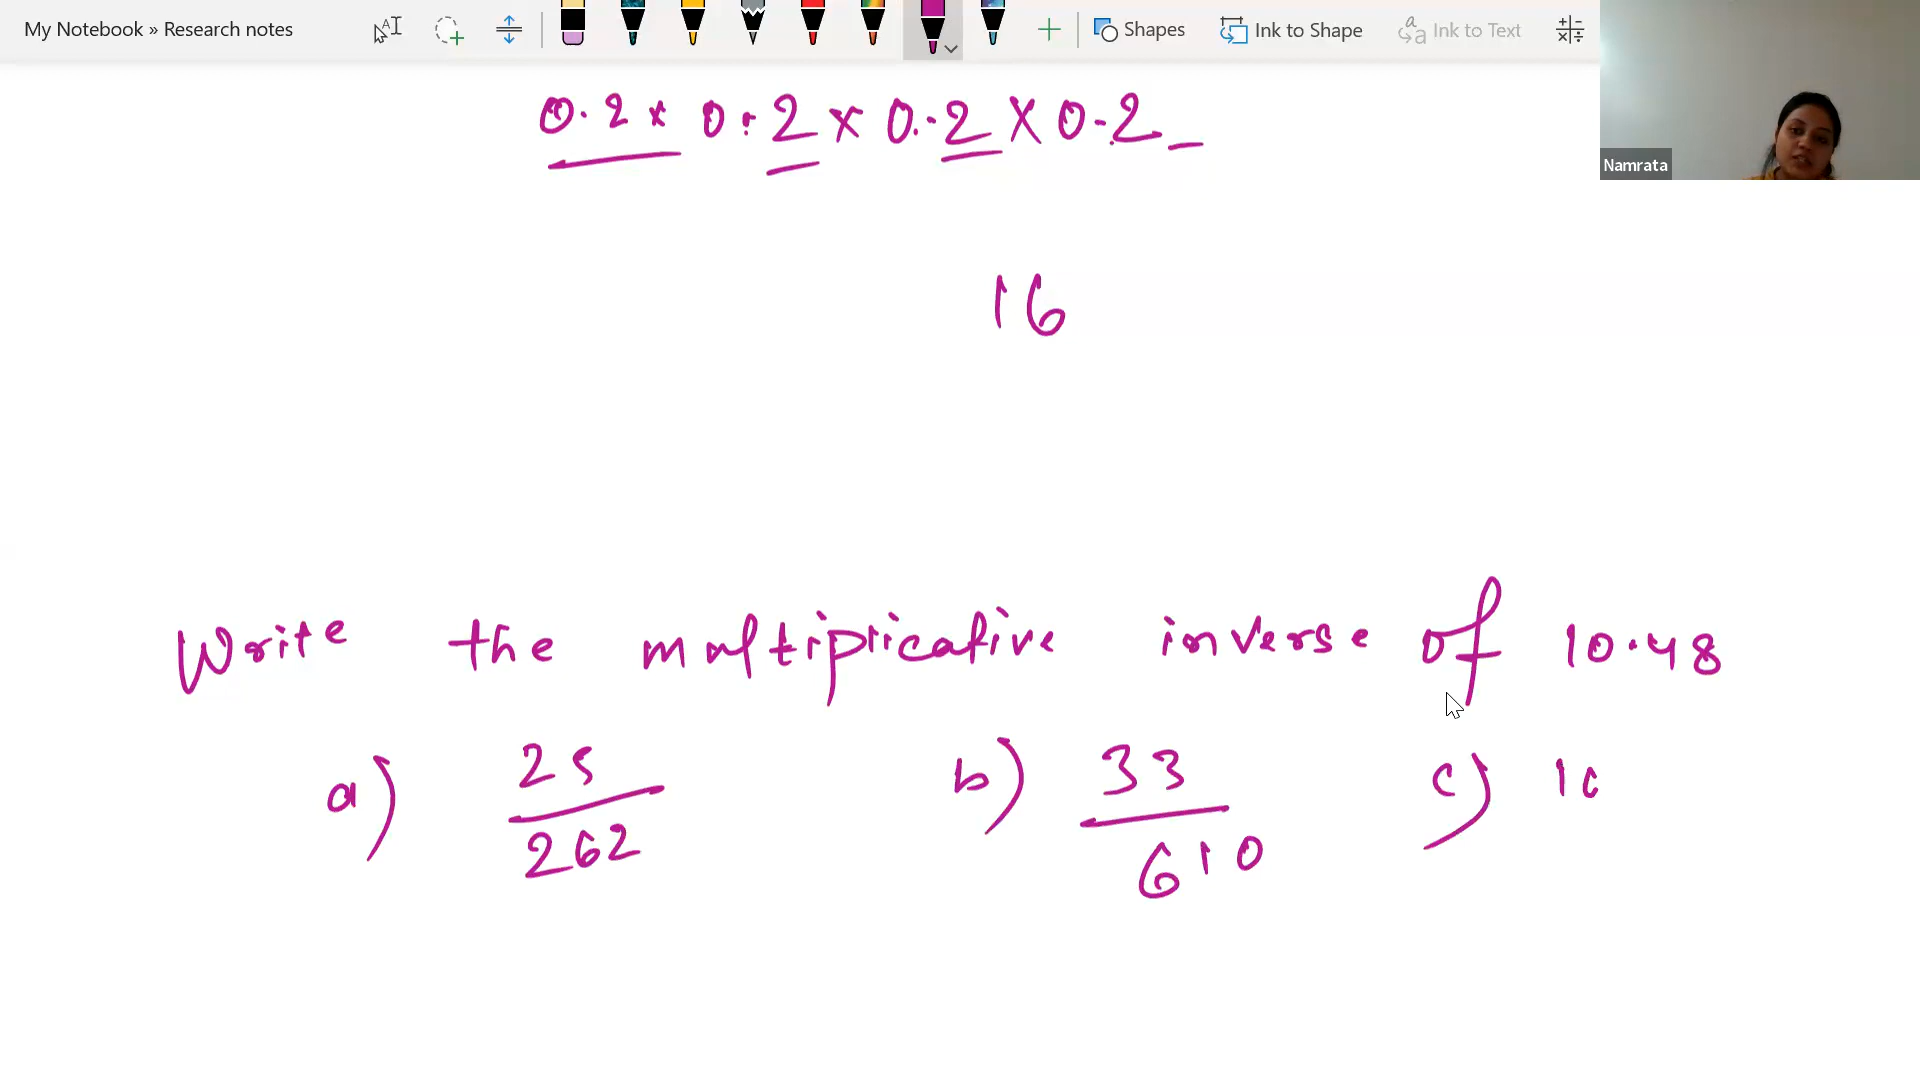 My Notebook » Research notes
Shapes
Ink to Shape
Ink to Text
0.2 × 0.2 × 0.2 × 0.2
Namrata
16
Write the multiplicative inverse of 10.48
a) 25/262 b) 33/610 c) 10